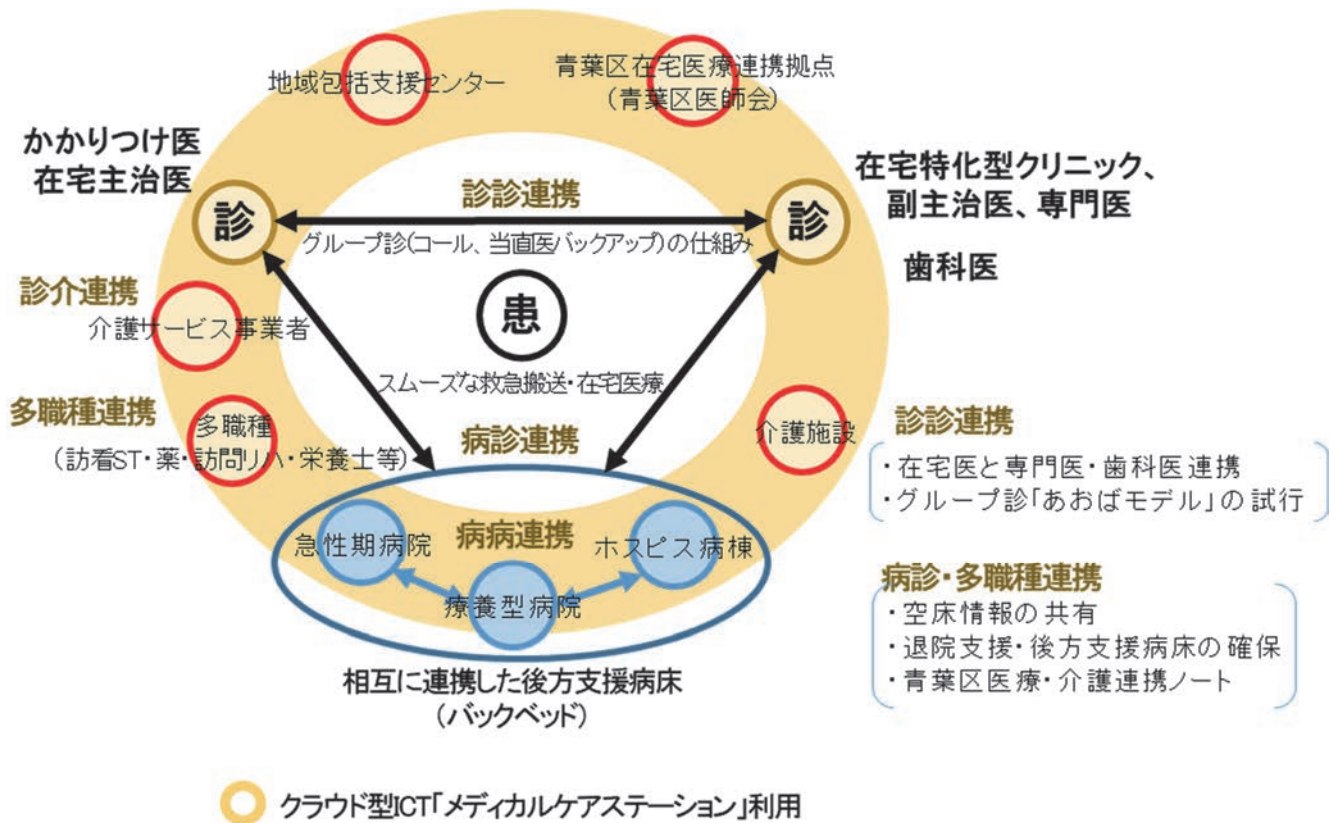 地域包括支援センター
青葉区在宅医療連携拠点
(青葉区医師会)
かかりつけ医
在宅主治医
診
診診連携
グループ診(コール、当直医バックアップ)の仕組み
診
在宅特化型クリニック、
副主治医、専門医
歯科医
診介連携
介護サービス事業者
患
スムーズな救急搬送・在宅医療
多職種連携
多職種
(訪看ST・薬・訪問リハ・栄養士等)
病診連携
介護施設
急性期病院
病病連携
ホスピス病棟
療養型病院
相互に連携した後方支援病床
(バックベッド)
診診連携
・在宅医と専門医・歯科医連携
・グループ診「あおばモデル」の試行
病診・多職種連携
・空床情報の共有
・退院支援・後方支援病床の確保
・青葉区医療・介護連携ノート
クラウド型ICT「メディカルケアステーション」利用